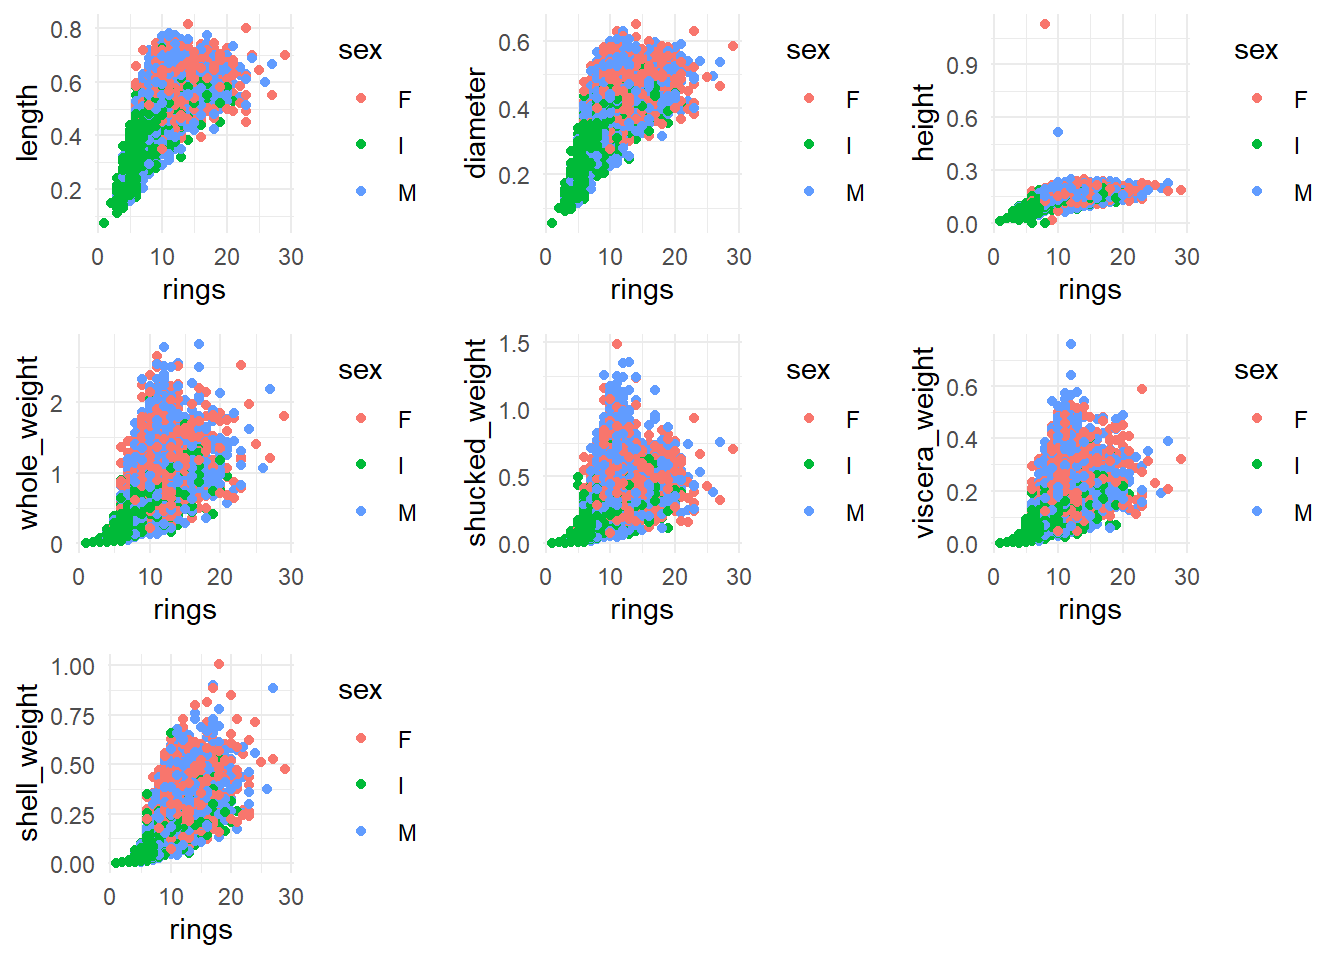 length
0.8
0.6
0.4
0.2
0 10 20 30
rings
sex
F
I
M
diameter
0.6
0.4
0.2
0 10 20 30
rings
sex
F
I
M
height
0.9
0.6
0.3
0.0
0 10 20 30
rings
sex
F
I
M
whole_weight
2
1
0
0 10 20 30
rings
sex
F
I
M
shucked_weight
1.5
1.0
0.5
0.0
0 10 20 30
rings
sex
F
I
M
viscera_weight
0.6
0.4
0.2
0.0
0 10 20 30
rings
sex
F
I
M
shell_weight
1.00
0.75
0.50
0.25
0.00
0 10 20 30
rings
sex
F
I
M